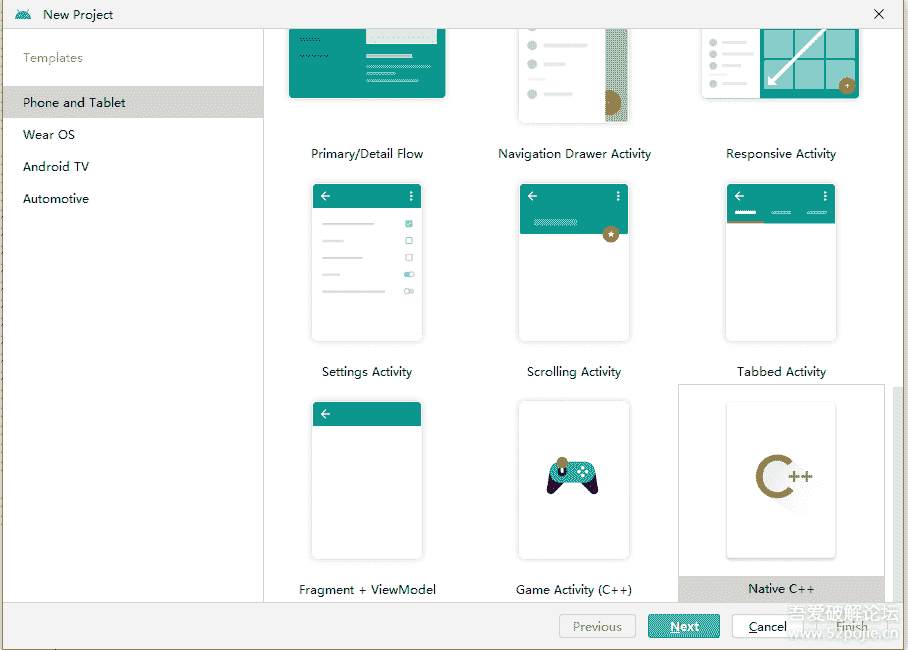 New Project
Templates
Phone and Tablet
Wear OS
Android TV
Automotive
Primary/Detail Flow
Navigation Drawer Activity
Responsive Activity
Settings Activity
Scrolling Activity
Tabbed Activity
C++
Fragment + ViewModel
Game Activity (C++)
Native C++
Previous
Next
Cancel
Finish
吾爱破解论坛
www.52pojie.cn